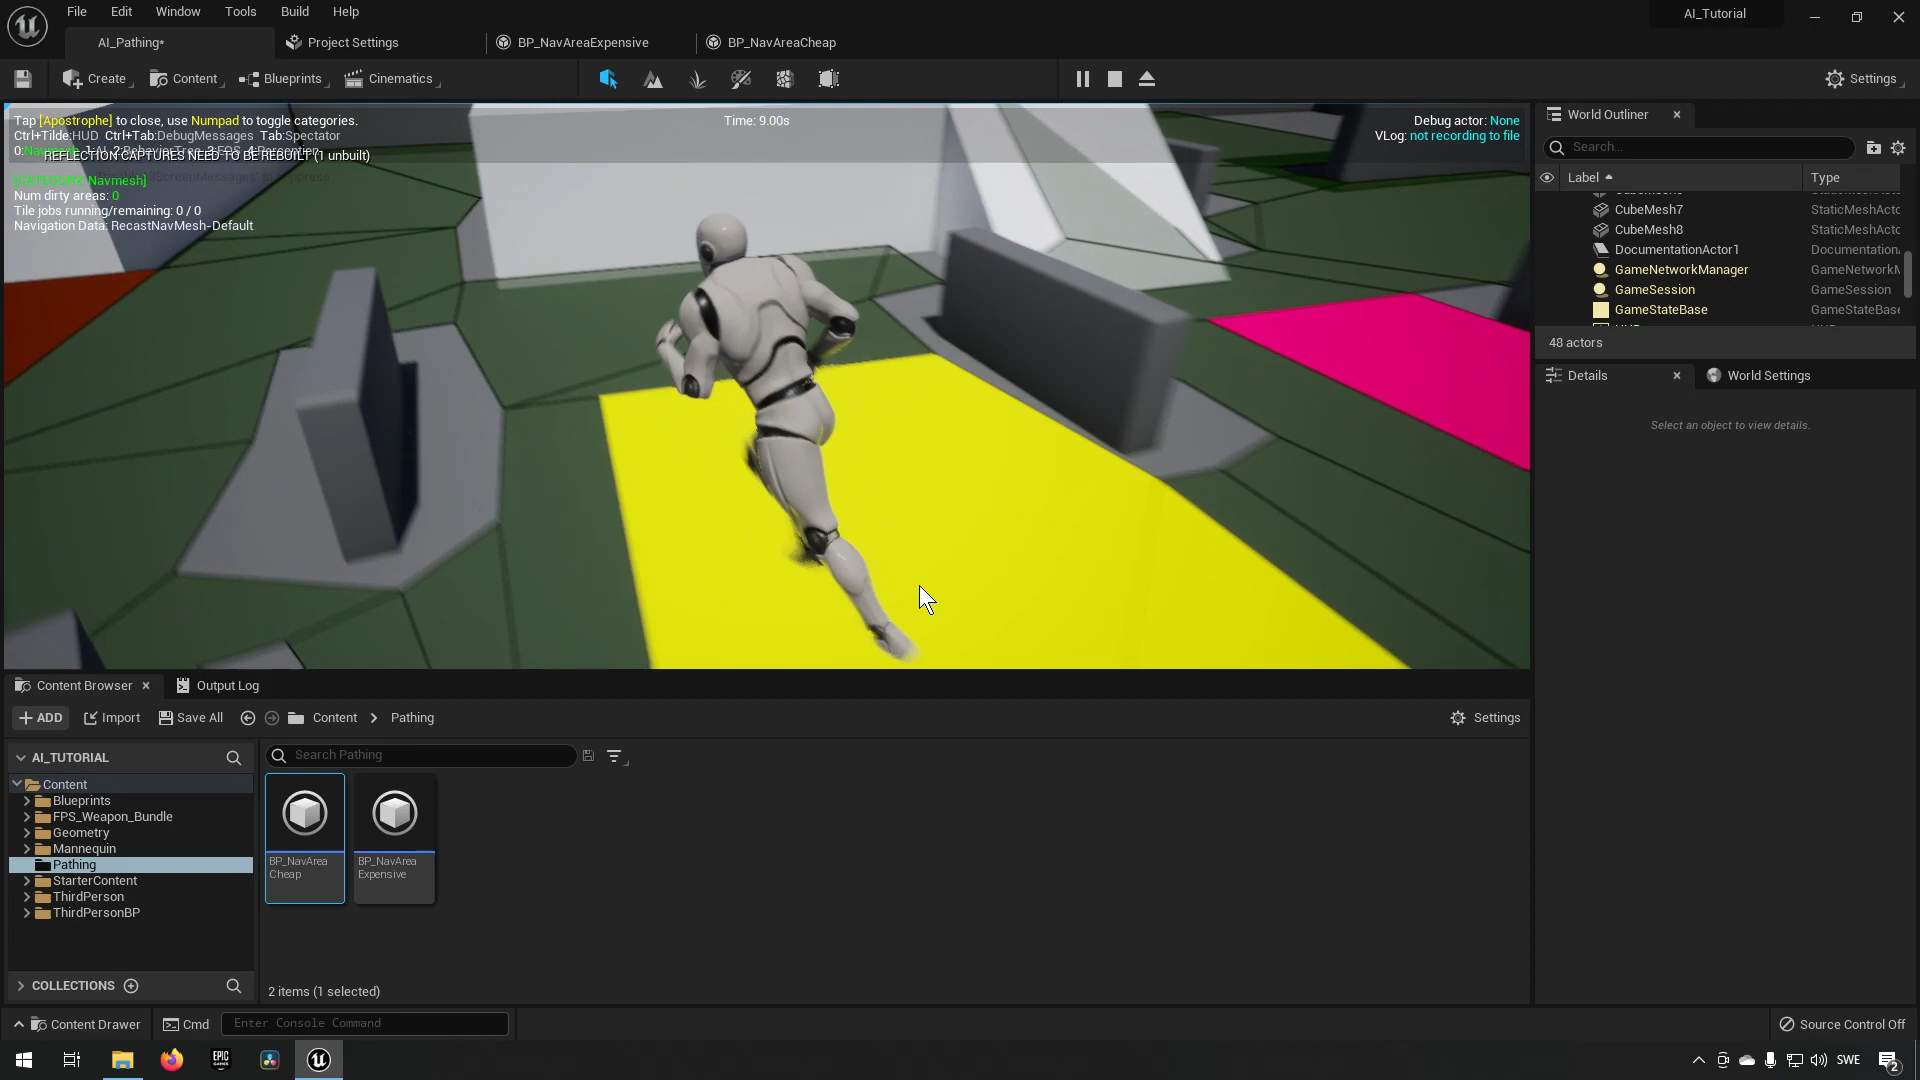 File Edit Window Tools Build Help
AI_Tutorial
AI_Pathing*
Project Settings
BP_NavAreaExpensive
BP_NavAreaCheap
Create
Content
Blueprints
Cinematics
Settings
Tap [Apostrophe] to close, use Numpad to toggle categories.
Time: 9.00s
Debug actor: None
Ctrl+Tilde:HUD Ctrl+Tab:DebugMessages Tab:Spectator
VLog: not recording to file
REFLECTION CAPTURES NEED TO BE REBUILT (1 unbuilt)
[CATEGORY: Navmesh]
Num dirty areas: 0
Tile jobs running/remaining: 0 / 0
Navigation Data: RecastNavMesh-Default
World Outliner
Search...
Label
Type
CubeMesh7
StaticMeshActo
CubeMesh8
StaticMeshActo
DocumentationActor1
Documentation
GameNetworkManager
GameNetworkM
GameSession
GameSession
GameStateBase
GameStateBase
48 actors
Details
World Settings
Select an object to view details.
Content Browser
Output Log
ADD
Import
Save All
Content
Pathing
Settings
AI_TUTORIAL
Search Pathing
Content
Blueprints
FPS_Weapon_Bundle
Geometry
Mannequin
Pathing
StarterContent
ThirdPerson
ThirdPersonBP
BP_NavArea
Cheap
BP_NavArea
Expensive
COLLECTIONS
2 items (1 selected)
Content Drawer
Cmd
Enter Console Command
Source Control Off
EPIC
GAMES
SWE
2